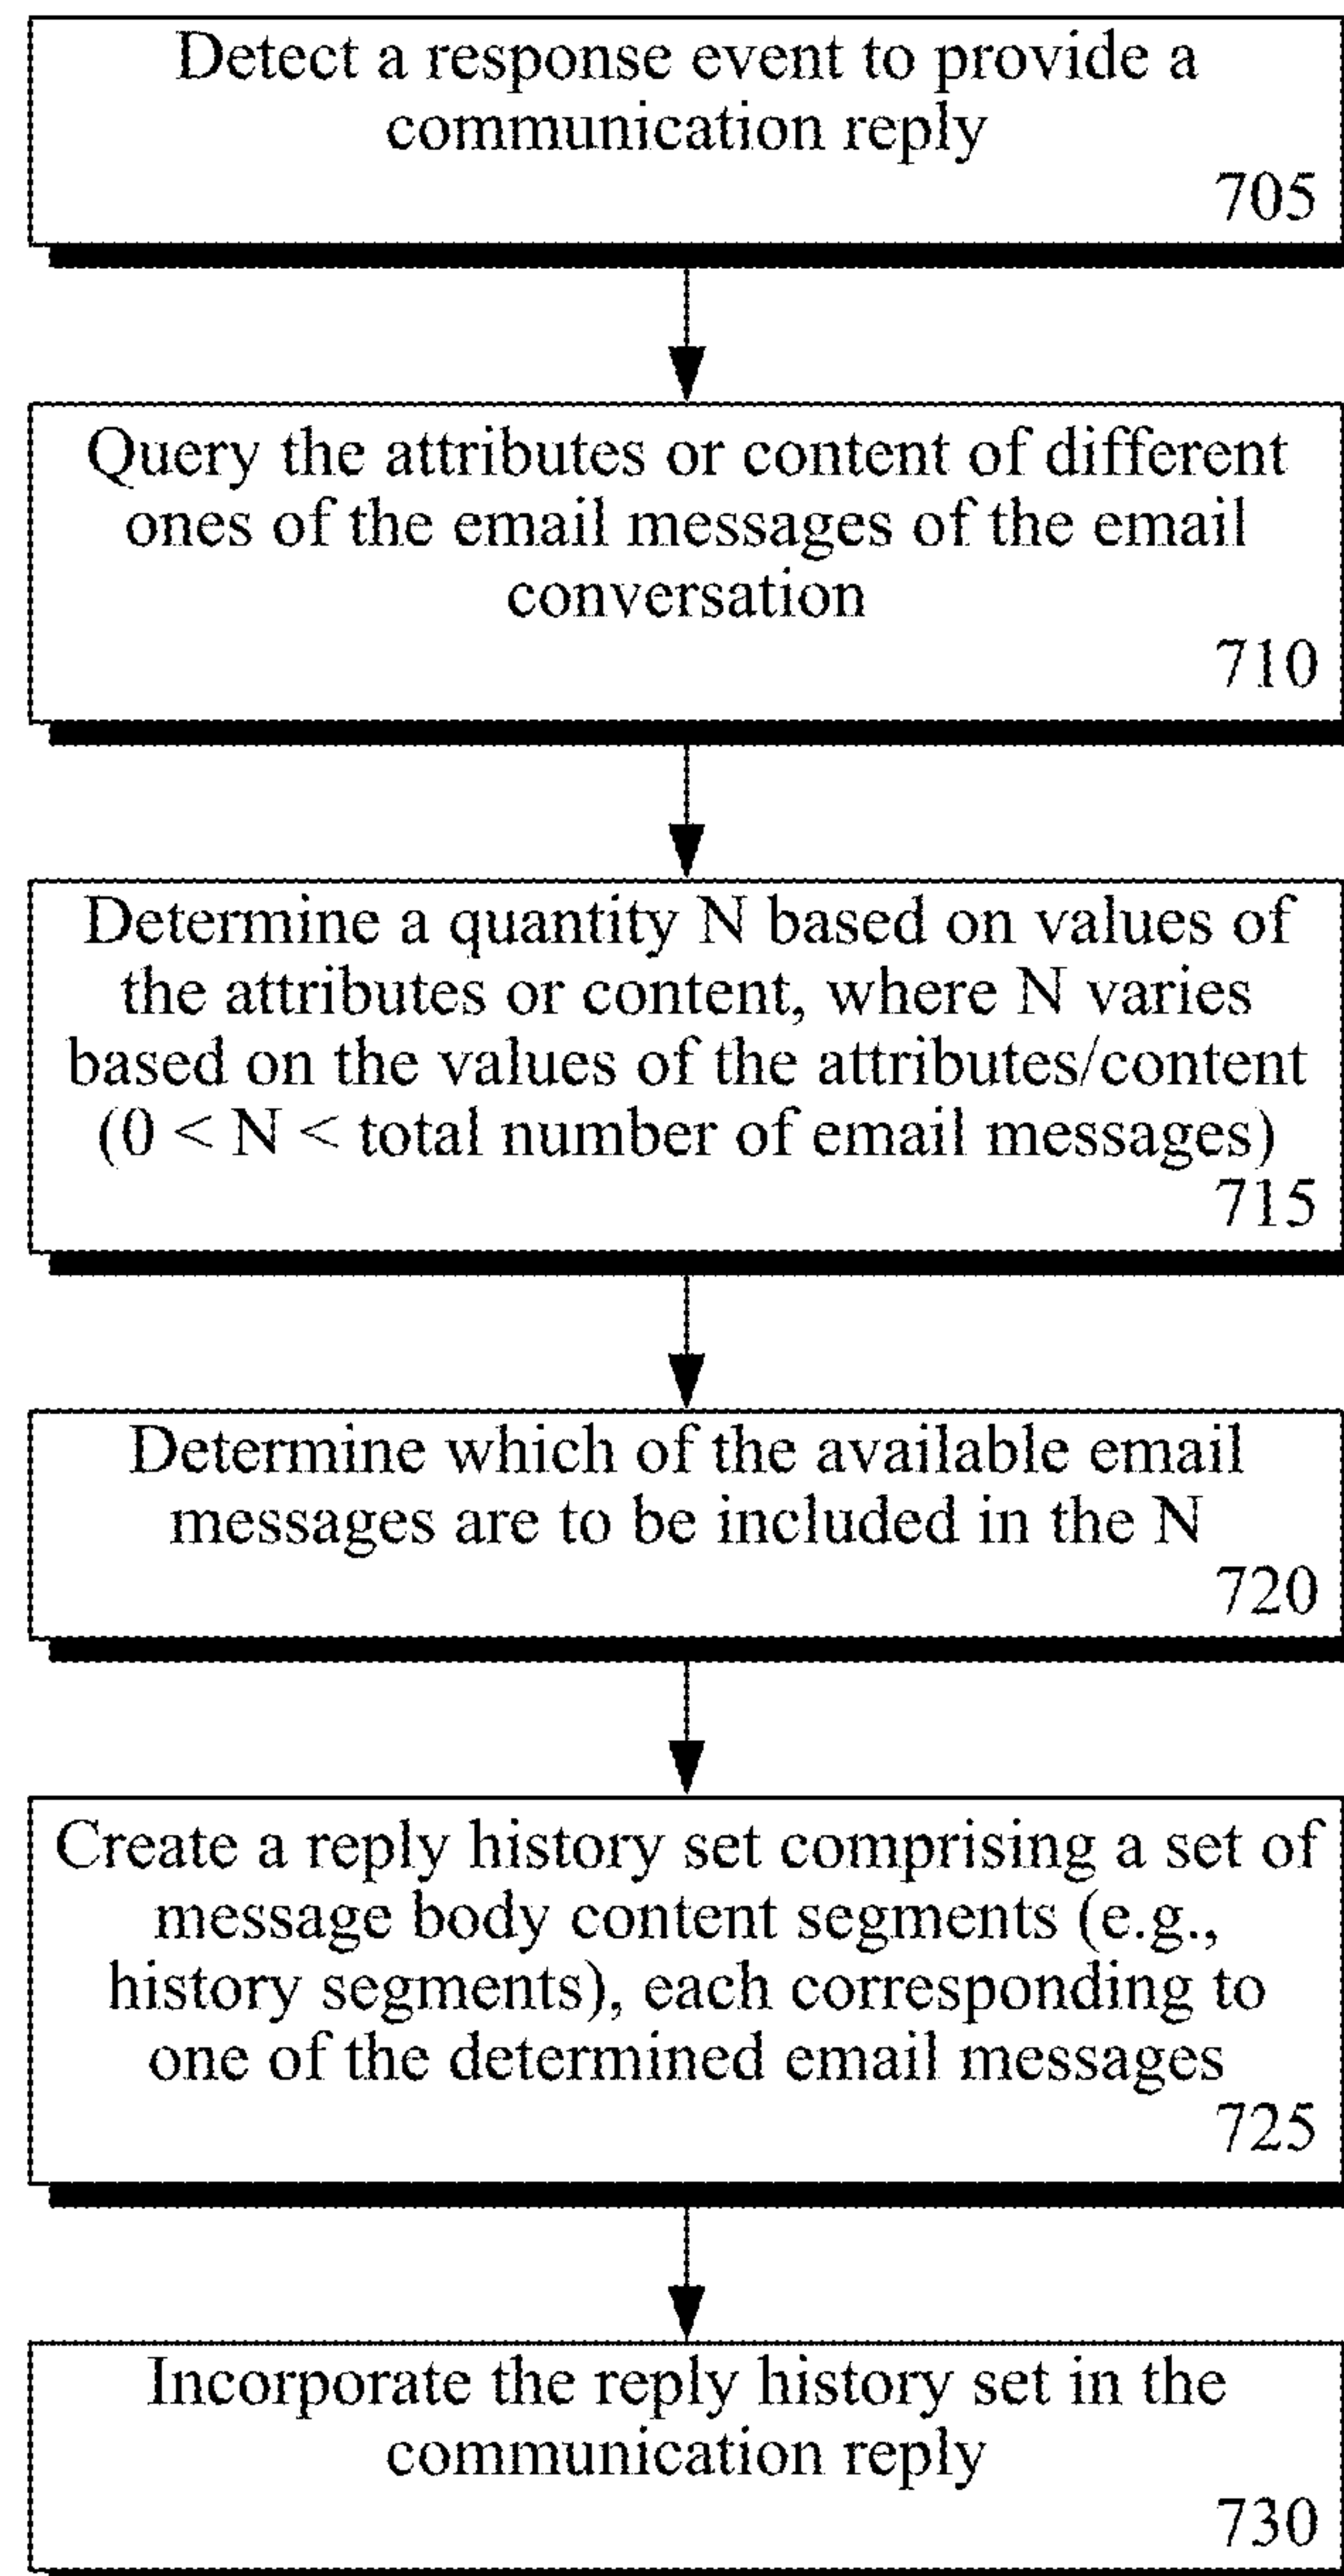 Detect a response event to provide a
communication reply
705
Query the attributes or content of different
ones of the email messages of the email
conversation
710
Determine a quantity N based on values of
the attributes or content, where N varies
based on the values of the attributes/content
(0 < N < total number of email messages)
715
Determine which of the available email
messages are to be included in the N
720
Create a reply history set comprising a set of
message body content segments (e.g.,
history segments), each corresponding to
one of the determined email messages
725
Incorporate the reply history set in the
communication reply
730